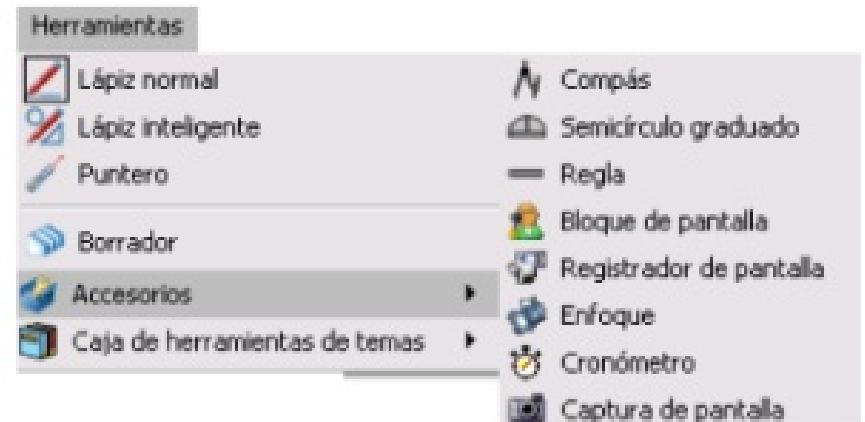 Herramientas
Lápiz normal
Lápiz inteligente
Puntero
Borrador
Accesorios
Caja de herramientas de temas
Compás
Semicírculo graduado
Regla
Bloque de pantalla
Registrador de pantalla
Enfoque
Cronómetro
Captura de pantalla